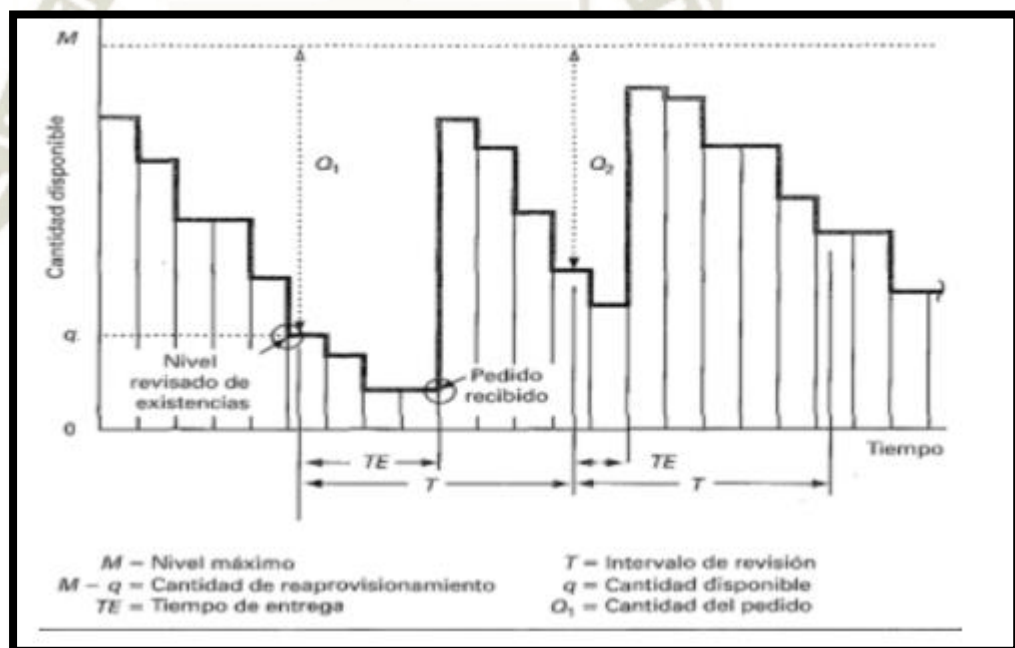 M
Cantidad disponible
Q₁
Q₂
q
Nivel
revisado de
existencias
Pedido
recibido
0
Tiempo
TE
TE
T
T
M = Nivel máximo
M – q = Cantidad de reaprovisionamiento
TE = Tiempo de entrega
T = Intervalo de revisión
q = Cantidad disponible
Q₁ = Cantidad del pedido